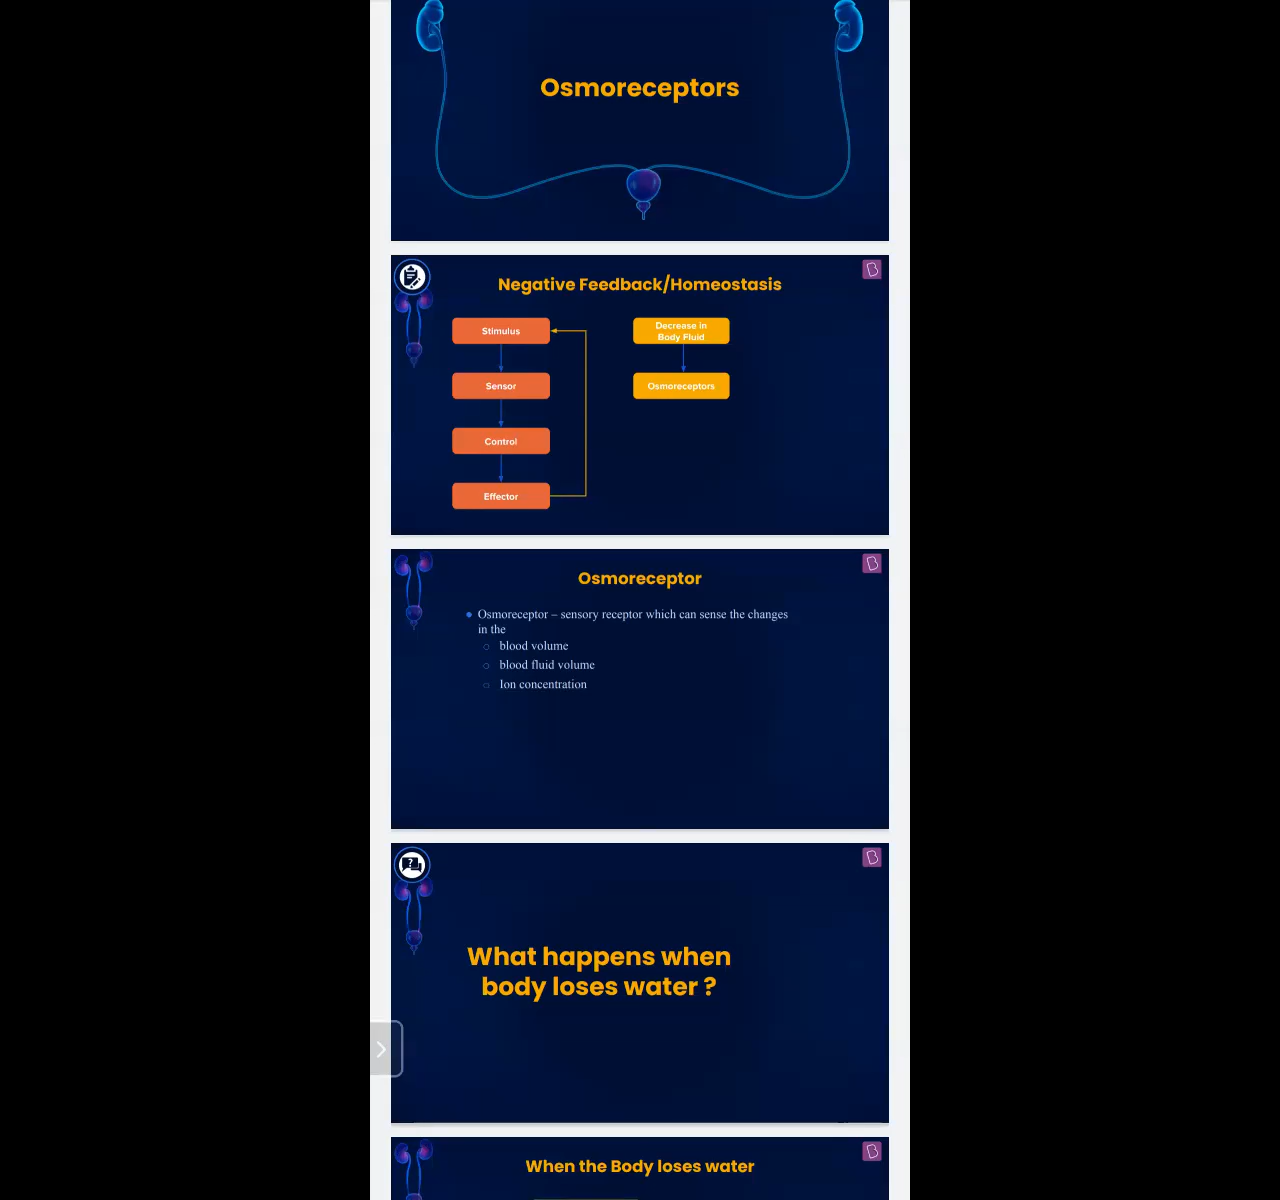 Osmoreceptors
Negative Feedback/Homeostasis
Stimulus
Sensor
Control
Effector
Decrease in
Body Fluid
Osmoreceptors
Osmoreceptor
Osmoreceptor – sensory receptor which can sense the changes
in the
blood volume
blood fluid volume
Ion concentration
?
What happens when
body loses water ?
When the Body loses water